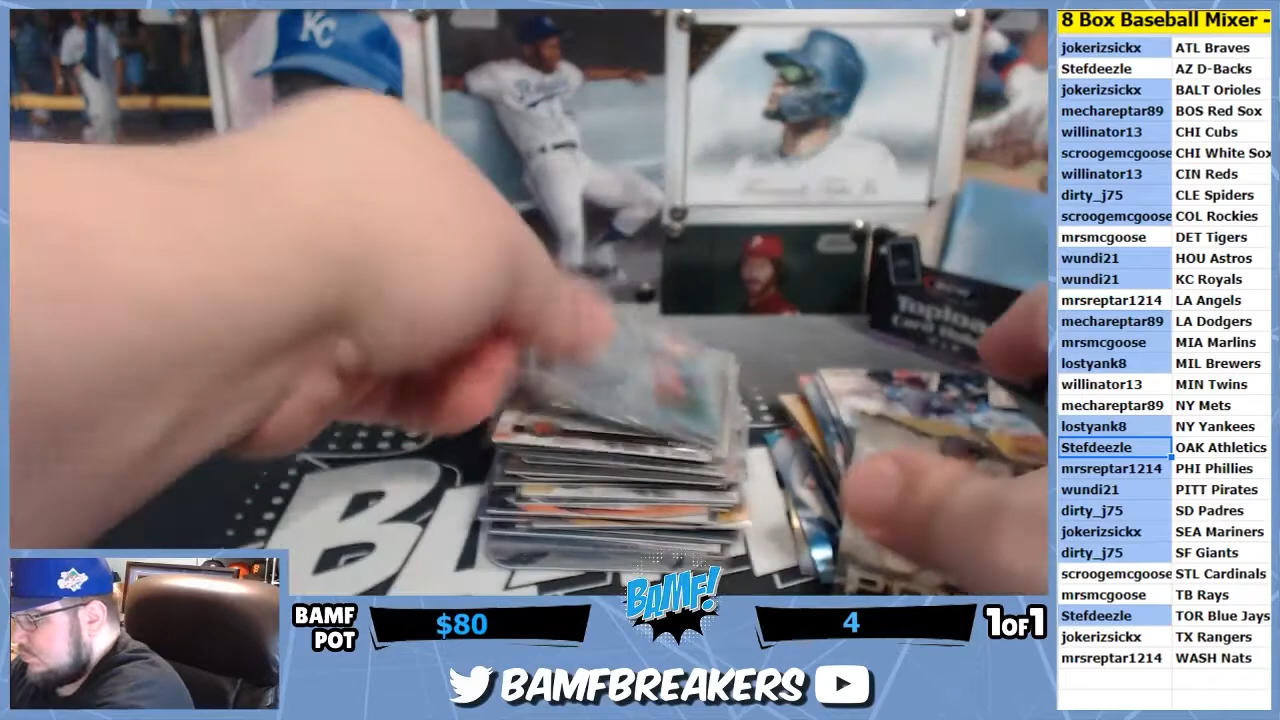 8 Box Baseball Mixer -
jokerizsickx ATL Braves
Stefdeezle AZ D-Backs
jokerizsickx BALT Orioles
mechareptar89 BOS Red Sox
willinator13 CHI Cubs
scroogemcgoose CHI White Sox
willinator13 CIN Reds
dirty_j75 CLE Spiders
scroogemcgoose COL Rockies
mrsmcgoose DET Tigers
wundi21 HOU Astros
wundi21 KC Royals
mrsreptar1214 LA Angels
mechareptar89 LA Dodgers
mrsmcgoose MIA Marlins
lostyank8 MIL Brewers
willinator13 MIN Twins
mechareptar89 NY Mets
lostyank8 NY Yankees
Stefdeezle OAK Athletics
mrsreptar1214 PHI Phillies
wundi21 PITT Pirates
dirty_j75 SD Padres
jokerizsickx SEA Mariners
dirty_j75 SF Giants
scroogemcgoose STL Cardinals
mrsmcgoose TB Rays
Stefdeezle TOR Blue Jays
jokerizsickx TX Rangers
mrsreptar1214 WASH Nats
KC
BL
BAMF POT
$80
BAMF!
4
1OF1
BAMFBREAKERS